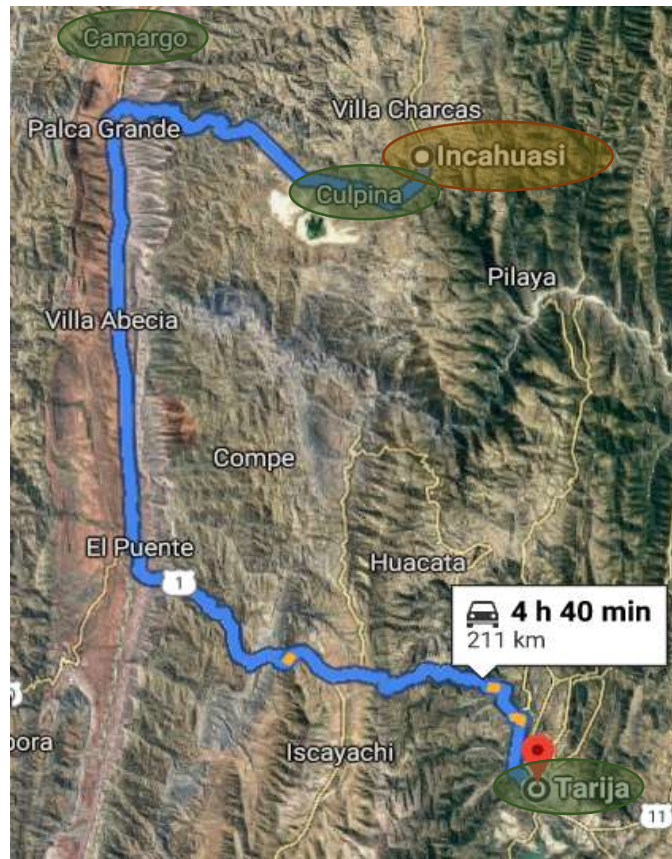 Camargo
Villa Charcas
Palca Grande
Incahuasi
Culpina
Pilaya
Villa Abecia
Compe
El Puente
1
Huacata
4 h 40 min
211 km
Iscayachi
Tarija
11